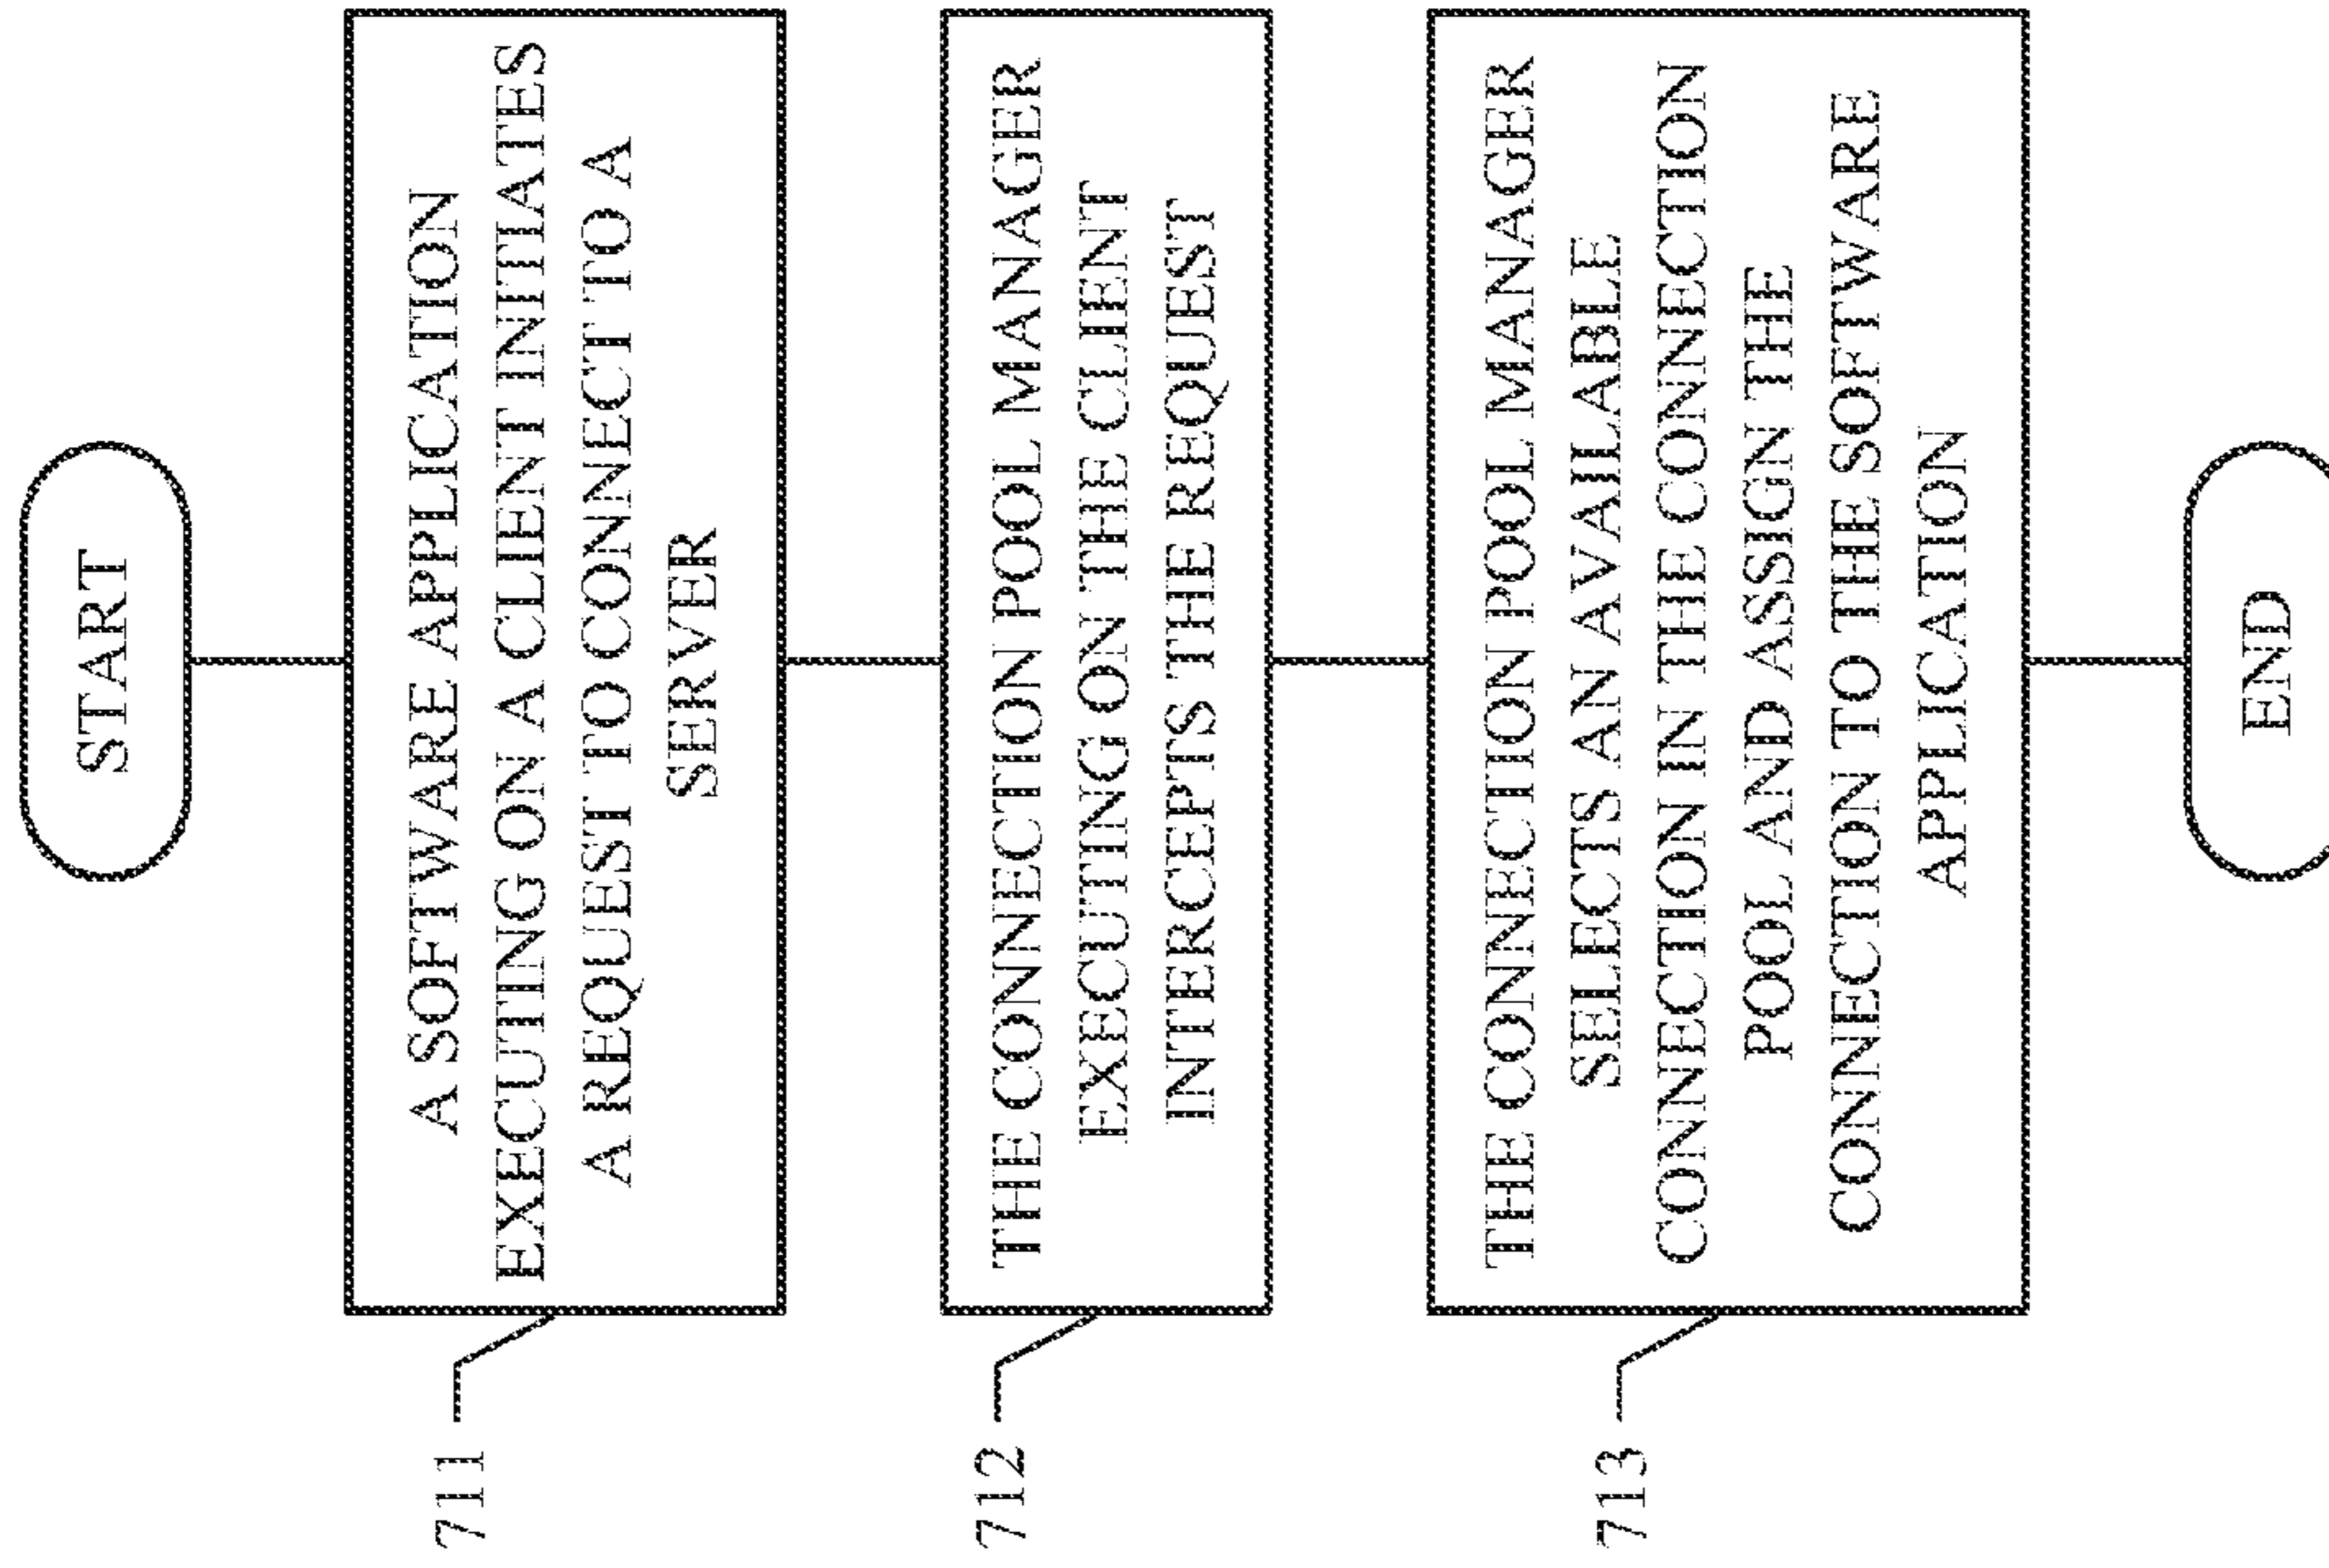 START
711
A SOFTWARE APPLICATION
EXECUTING ON A CLIENT INITIATES
A REQUEST TO CONNECT TO A
SERVER
712
THE CONNECTION POOL MANAGER
EXECUTING ON THE CLIENT
INTERCEPTS THE REQUEST
713
THE CONNECTION POOL MANAGER
SELECTS AN AVAILABLE
CONNECTION IN THE CONNECTION
POOL AND ASSIGN THE
CONNECTION TO THE SOFTWARE
APPLICATION
END